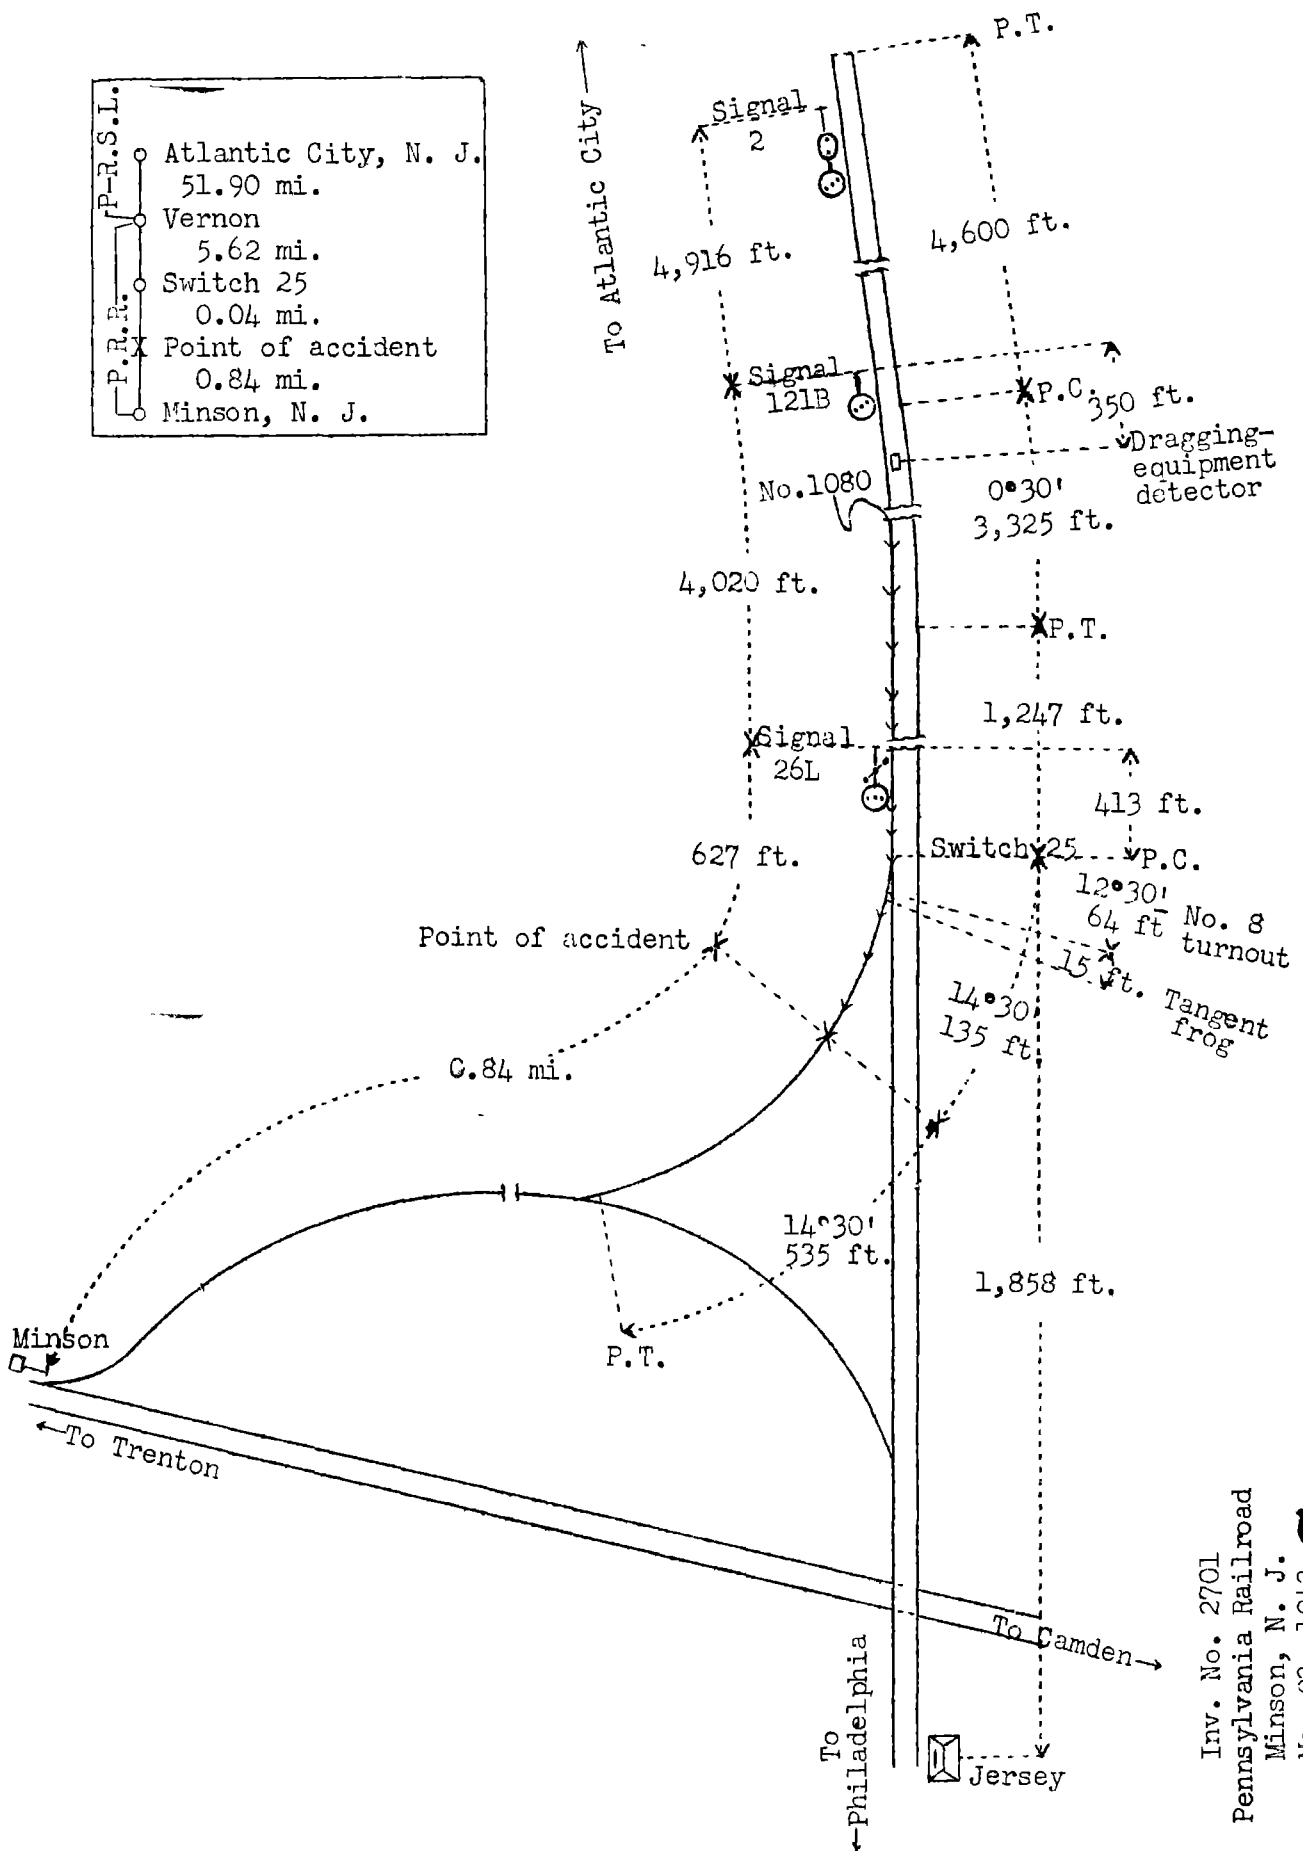 P-R.S.L.
P.R.R.
Atlantic City, N. J.
51.90 mi.
Vernon
5.62 mi.
Switch 25
0.04 mi.
X Point of accident
0.84 mi.
Minson, N. J.
To Atlantic City
P.T.
Signal
2
4,916 ft.
4,600 ft.
Signal
121B
P.C.
350 ft.
Dragging-
equipment
detector
No.1080
0°30'
3,325 ft.
4,020 ft.
P.T.
1,247 ft.
Signal
26L
413 ft.
627 ft.
Switch 25
P.C.
12°30'
64 ft
No. 8
turnout
15 ft.
Tangent
frog
Point of accident
14°30'
135 ft
0.84 mi.
14°30'
535 ft.
1,858 ft.
P.T.
Minson
To Trenton
To Camden
To
Philadelphia
Jersey
Inv. No. 2701
Pennsylvania Railroad
Minson, N. J.